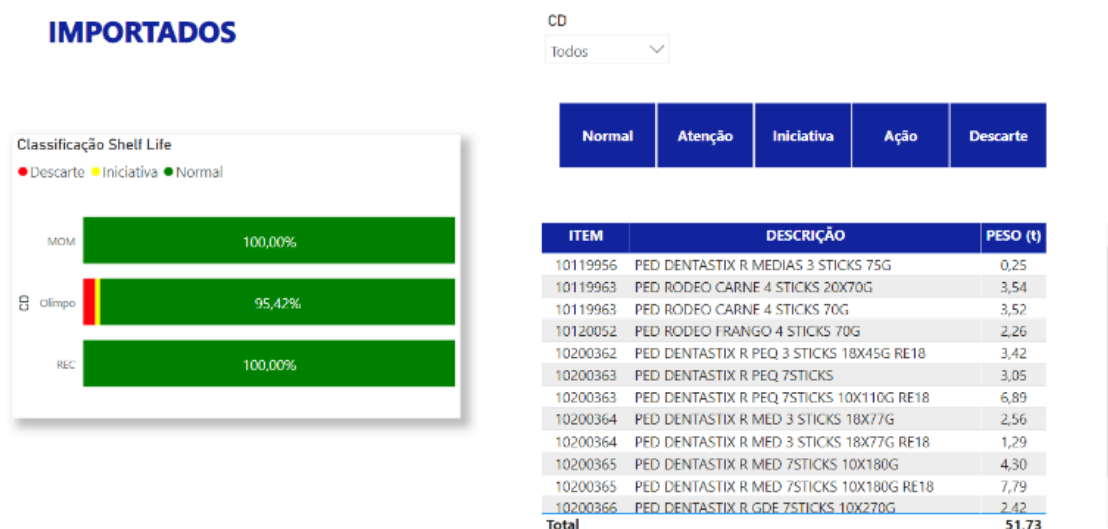 IMPORTADOS
CD
Todos
Normal Atenção Iniciativa Ação Descarte
Classificação Shelf Life
Descarte Iniciativa Normal
MOM 100,00%
CD Olimpo 95,42%
REC 100,00%
ITEM DESCRIÇÃO PESO (t)
10119956 PED DENTASTIX R MEDIAS 3 STICKS 75G 0,25
10119963 PED RODEO CARNE 4 STICKS 20X70G 3,54
10119963 PED RODEO CARNE 4 STICKS 70G 3,52
10120052 PED RODEO FRANGO 4 STICKS 70G 2,26
10200362 PED DENTASTIX R PEQ 3 STICKS 18X45G RE18 3,42
10200363 PED DENTASTIX R PEQ 7STICKS 3,05
10200363 PED DENTASTIX R PEQ 7STICKS 10X110G RE18 6,89
10200364 PED DENTASTIX R MED 3 STICKS 18X77G 2,56
10200364 PED DENTASTIX R MED 3 STICKS 18X77G RE18 1,29
10200365 PED DENTASTIX R MED 7STICKS 10X180G 4,30
10200365 PED DENTASTIX R MED 7STICKS 10X180G RE18 7,79
10200366 PED DENTASTIX R GDE 7STICKS 10X270G 2,42
Total 51,73